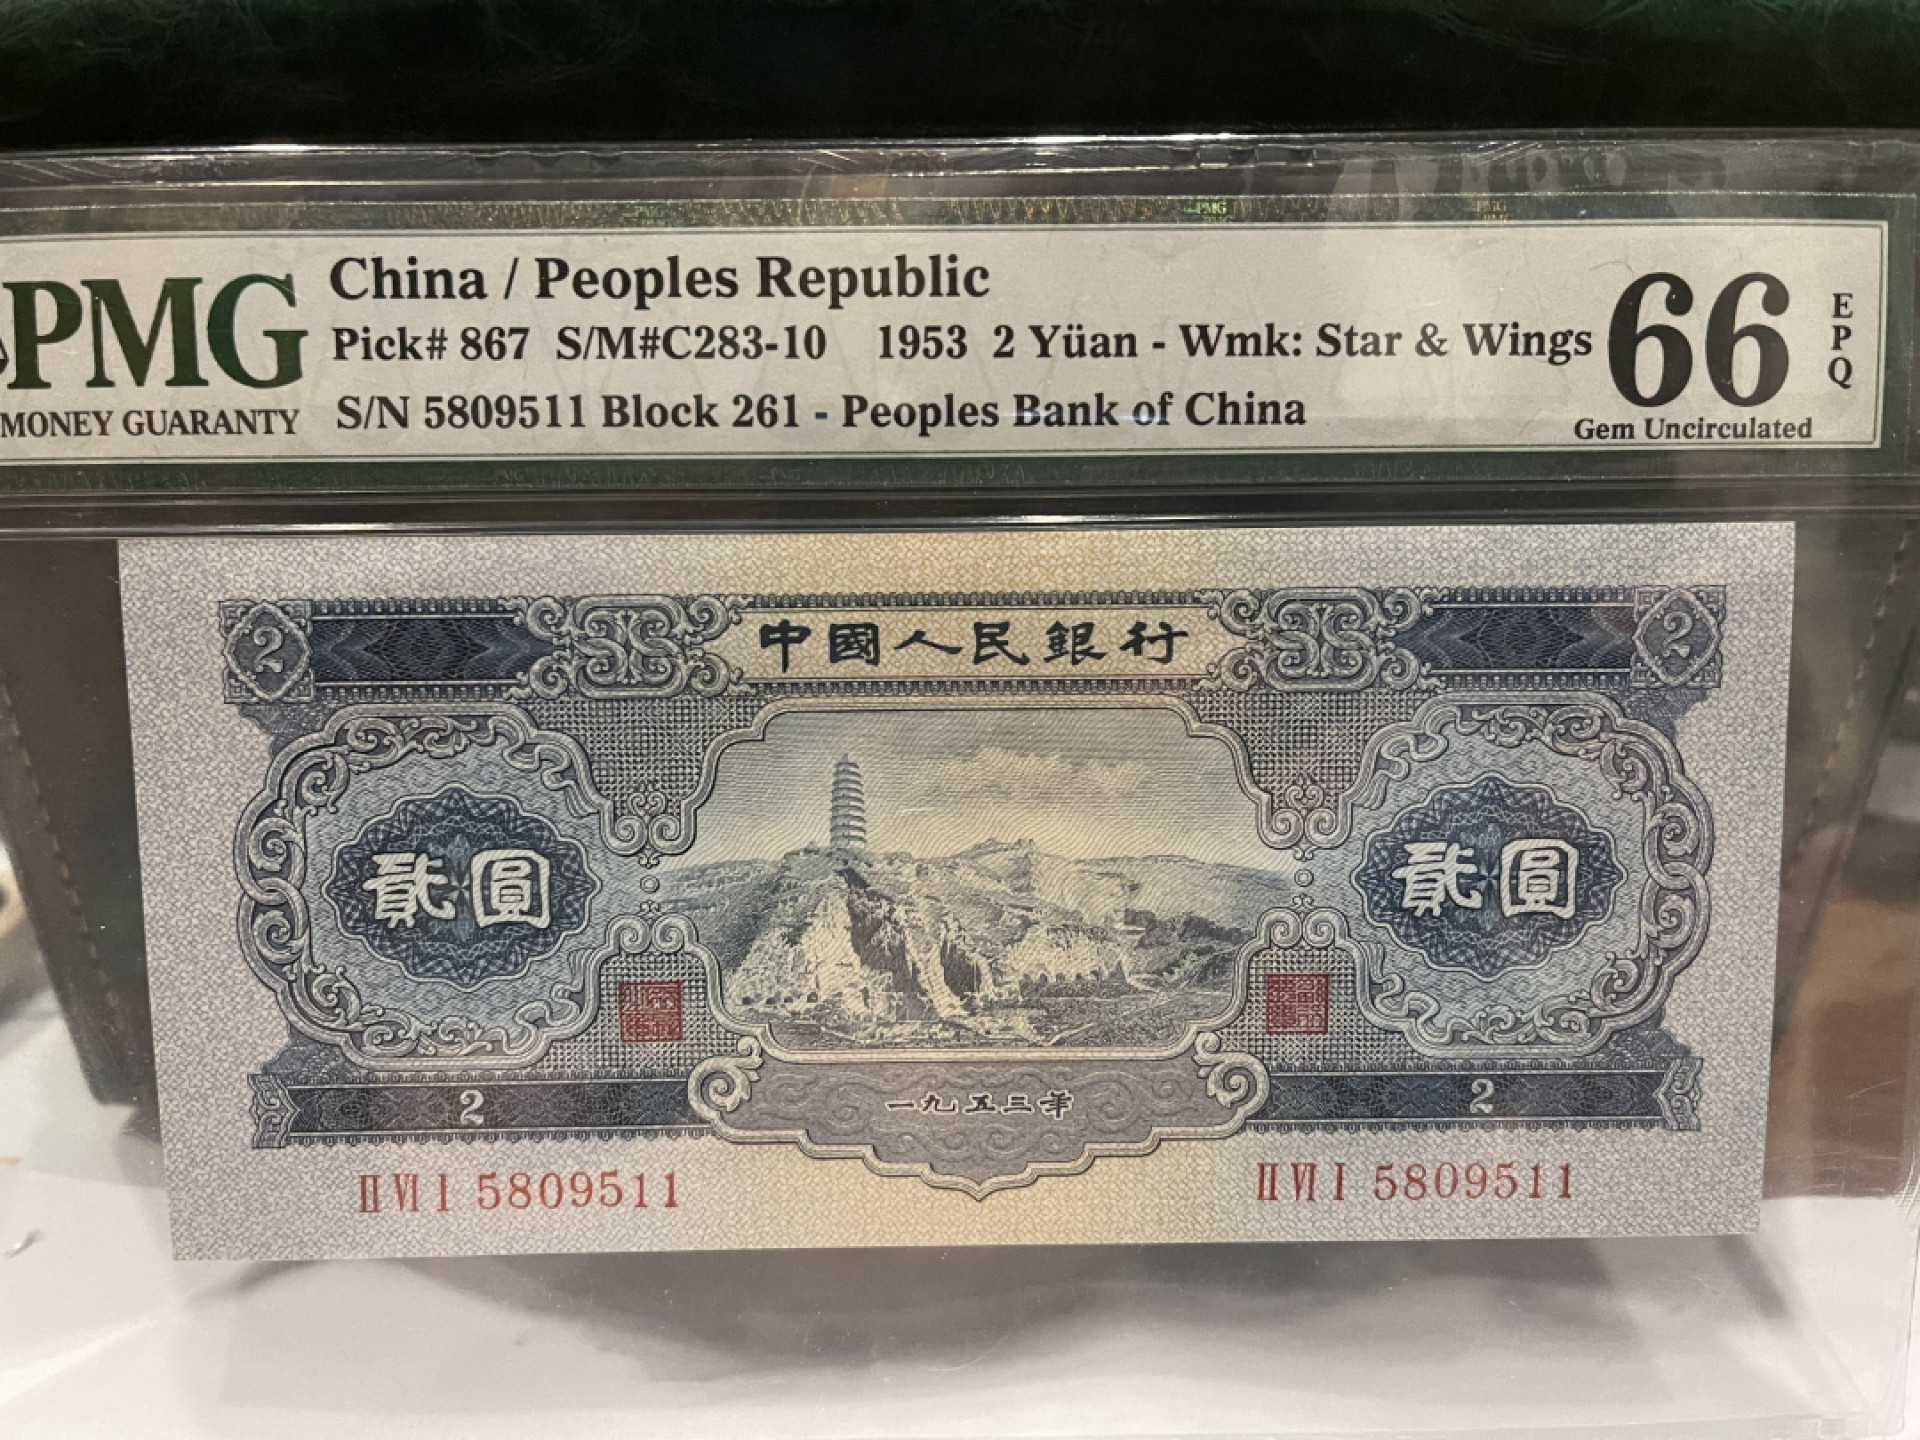 PMG
MONEY GUARANTY
China / Peoples Republic
Pick# 867 S/M#C283-10 1953 2 Yüan - Wmk: Star & Wings
S/N 5809511 Block 261 - Peoples Bank of China
66
EPQ
Gem Uncirculated
2
中國人民銀行
2
貳圓
貳圓
2
一九五三年
2
II VI I 5809511
II VI I 5809511